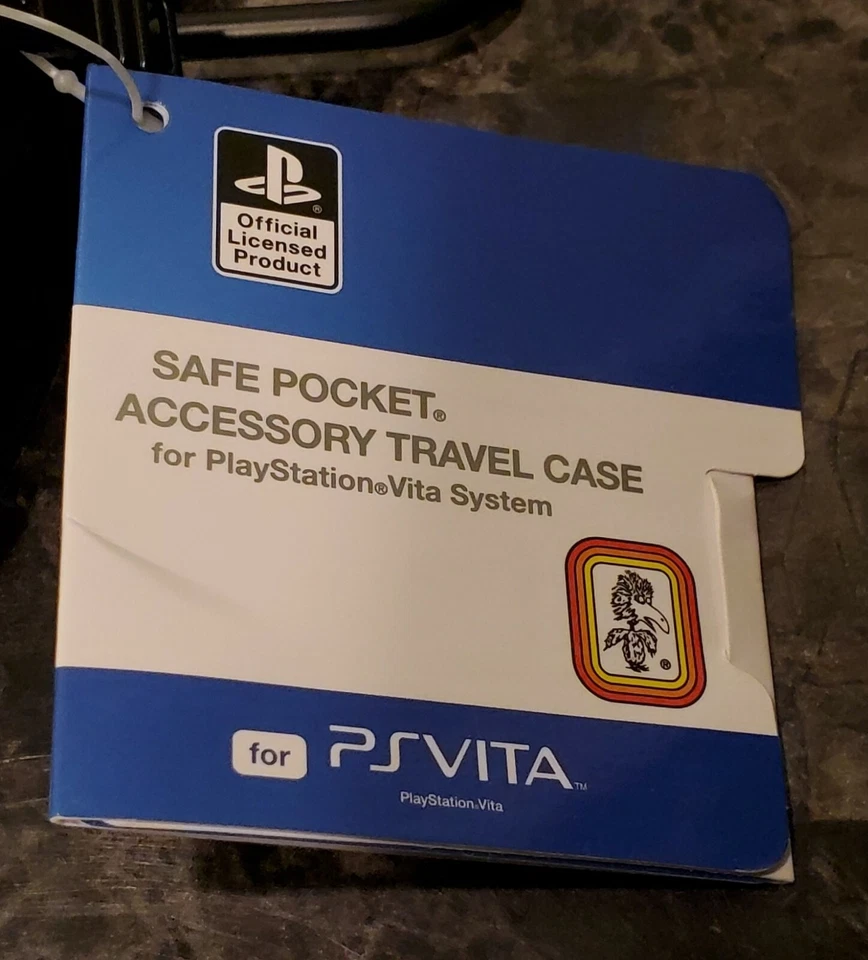 ®
Official
Licensed
Product
SAFE POCKET®
ACCESSORY TRAVEL CASE
for PlayStation®Vita System
®
for PSVITA™
PlayStation®Vita